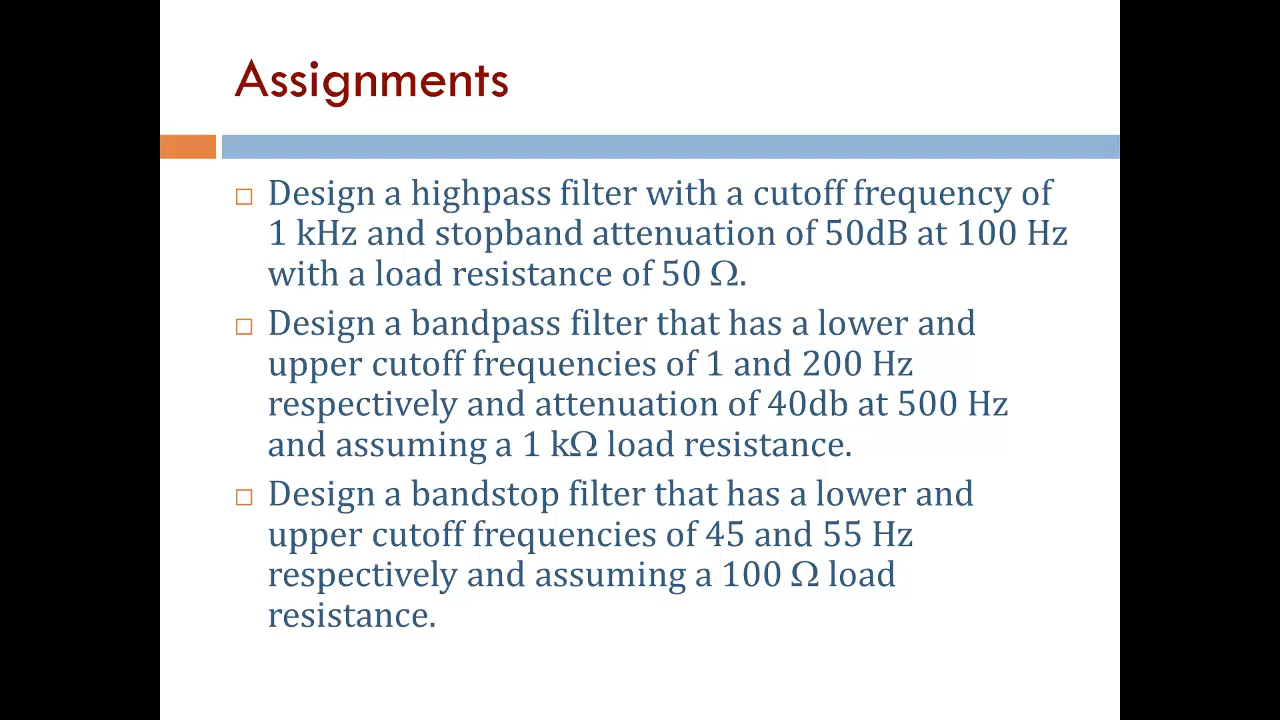 Assignments
Design a highpass filter with a cutoff frequency of
1 kHz and stopband attenuation of 50dB at 100 Hz
with a load resistance of 50 Ω.
Design a bandpass filter that has a lower and
upper cutoff frequencies of 1 and 200 Hz
respectively and attenuation of 40db at 500 Hz
and assuming a 1 kΩ load resistance.
Design a bandstop filter that has a lower and
upper cutoff frequencies of 45 and 55 Hz
respectively and assuming a 100 Ω load
resistance.